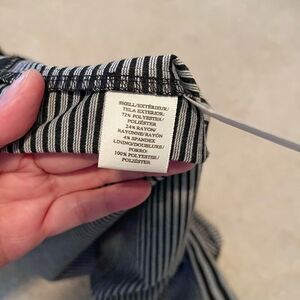 SHELL/EXTÉRIEUR/
TELA EXTERIOR:
72% POLYESTER/
POLIÉSTER
24% RAYON/
RAYONNE/RAYÓN
4% SPANDEX
LINING/DOUBLURE/
FORRO:
100% POLYESTER/
POLIÉSTER